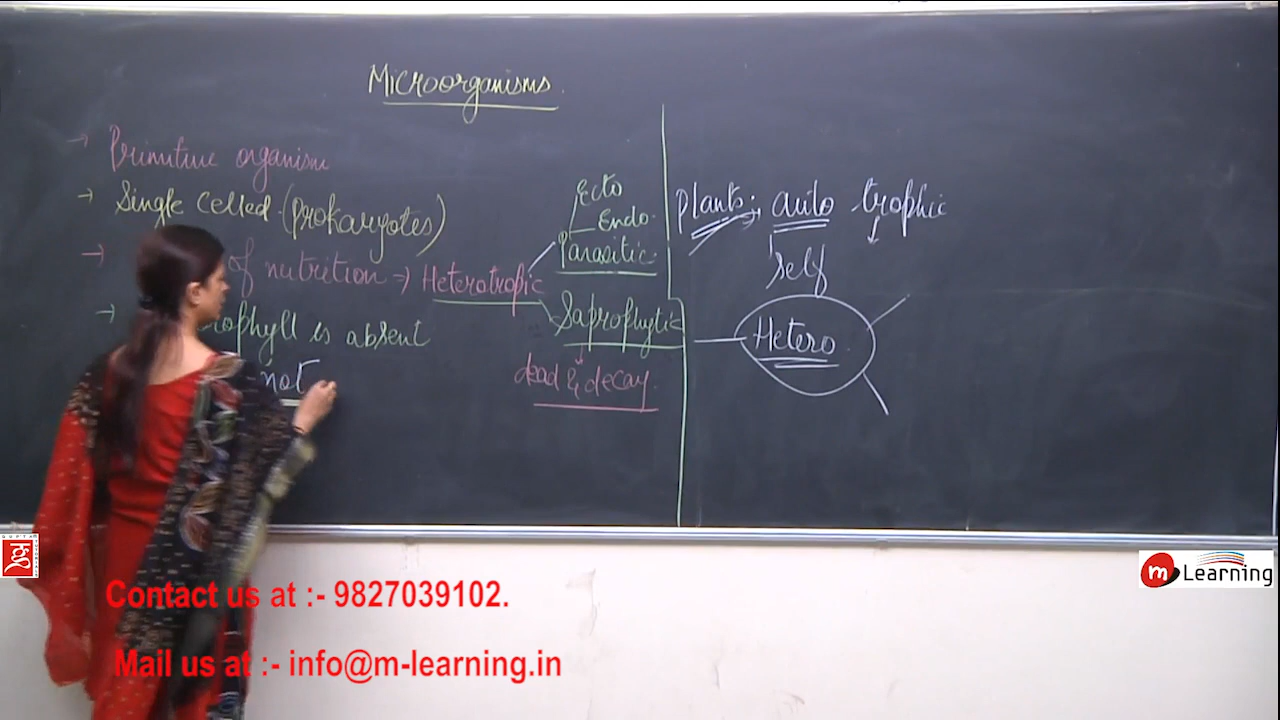 Microorganisms.
→ Primitive organism
→ Single celled (prokaryotes)
→ of nutrition → Heterotropic
Ecto
Endo.
Parasitic
Saprophytic
dead & decay.
→ ophyll is absent
not
Plants: → auto trophic
self
Hetero
Contact us at :- 9827039102.
Mail us at :- info@m-learning.in
m Learning